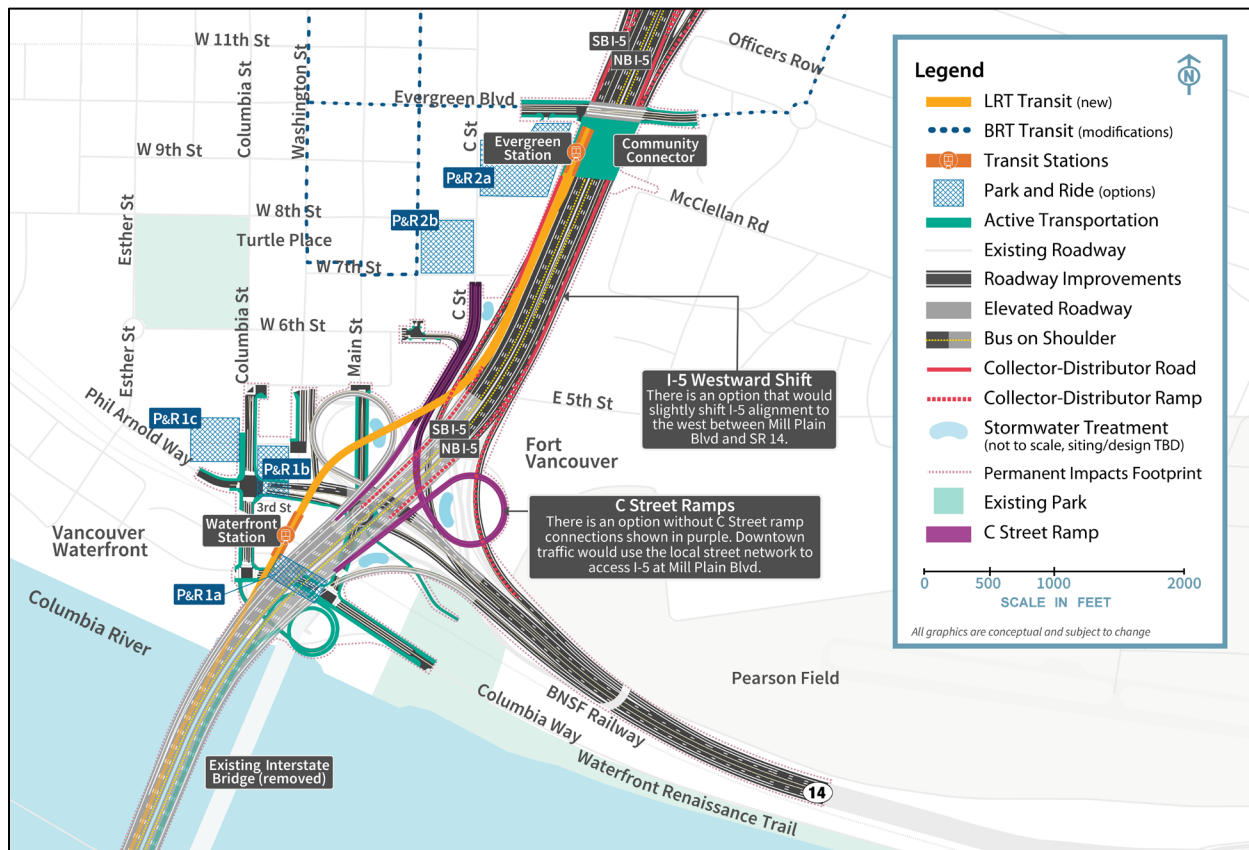 W 11th St
Columbia St
Washington St
SB I-5
NB I-5
Officers Row
Evergreen Blvd
C St
Evergreen Station
Community Connector
W 9th St
P&R2a
McClellan Rd
Esther St
W 8th St
P&R2b
Turtle Place
W 7th St
C St
Columbia St
W 6th St
Main St
Esther St
I-5 Westward Shift
There is an option that would
slightly shift I-5 alignment to
the west between Mill Plain
Blvd and SR 14.
E 5th St
Phil Arnold Way
P&R1c
SB I-5
NB I-5
Fort
Vancouver
P&R1b
3rd St
C Street Ramps
There is an option without C Street ramp
connections shown in purple. Downtown
traffic would use the local street network to
access I-5 at Mill Plain Blvd.
Waterfront
Station
Vancouver
Waterfront
P&R1a
Columbia River
Pearson Field
BNSF Railway
Columbia Way
Waterfront Renaissance Trail
Existing Interstate
Bridge (removed)
14
Legend
N
LRT Transit (new)
BRT Transit (modifications)
Transit Stations
Park and Ride (options)
Active Transportation
Existing Roadway
Roadway Improvements
Elevated Roadway
Bus on Shoulder
Collector-Distributor Road
Collector-Distributor Ramp
Stormwater Treatment
(not to scale, siting/design TBD)
Permanent Impacts Footprint
Existing Park
C Street Ramp
0 500 1000 2000
SCALE IN FEET
All graphics are conceptual and subject to change